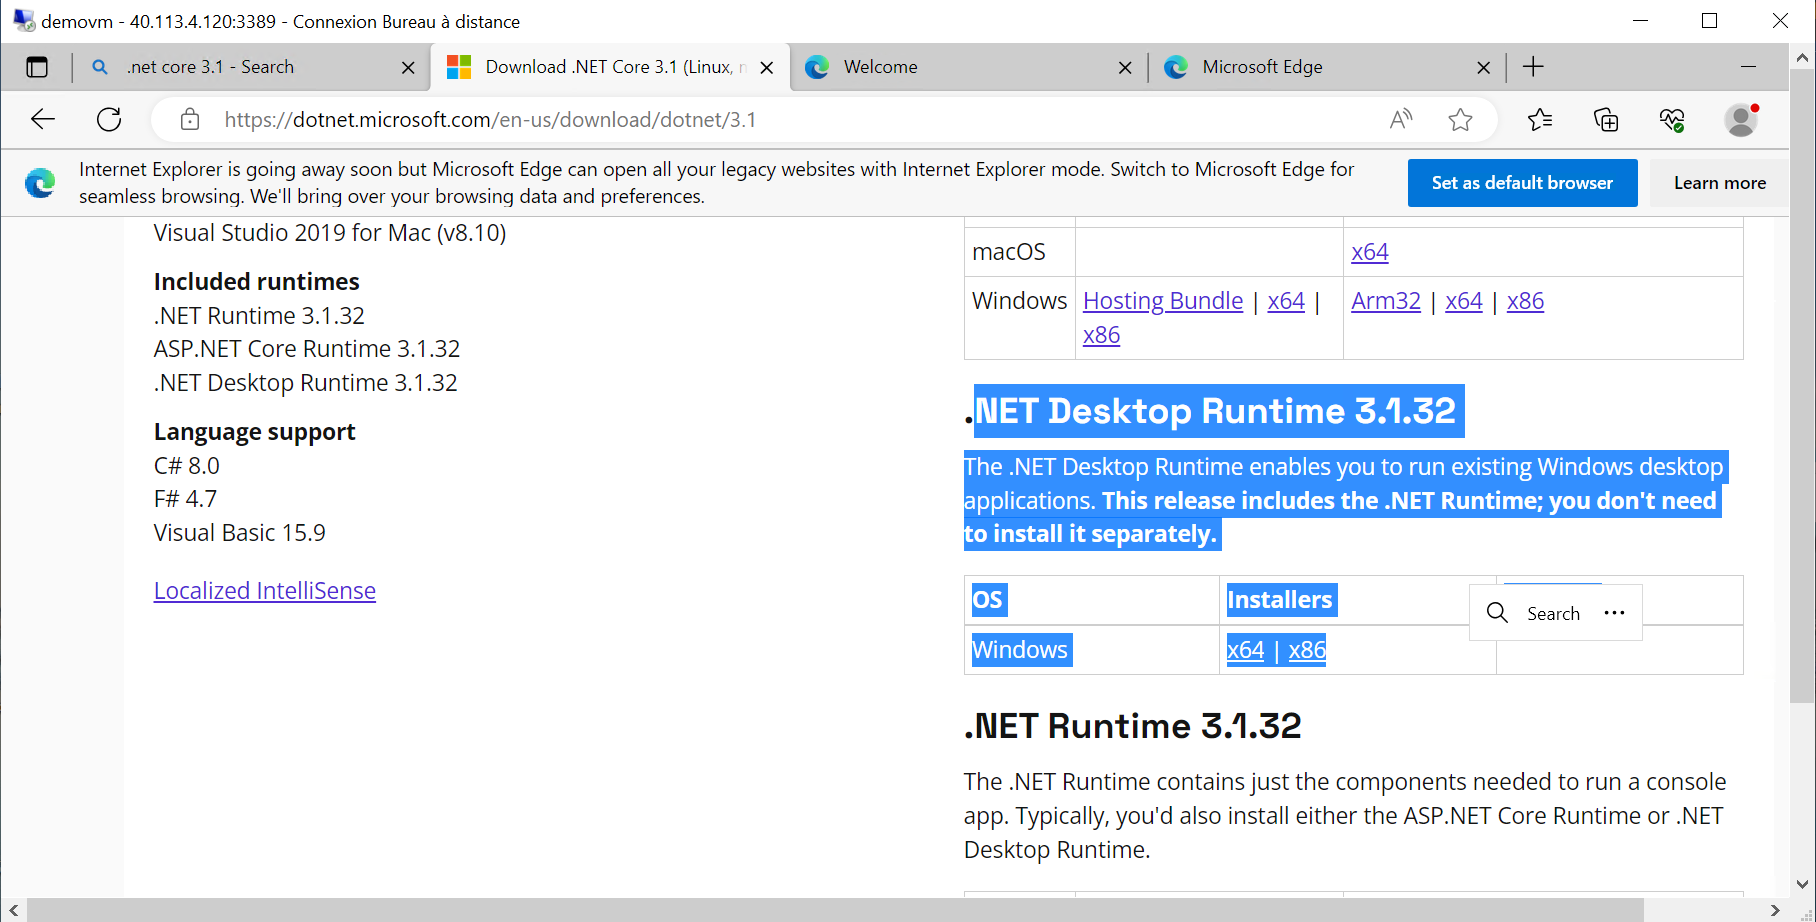 demovm - 40.113.4.120:3389 - Connexion Bureau à distance
.net core 3.1 - Search
Download .NET Core 3.1 (Linux,
Welcome
Microsoft Edge
https://dotnet.microsoft.com/en-us/download/dotnet/3.1
Internet Explorer is going away soon but Microsoft Edge can open all your legacy websites with Internet Explorer mode. Switch to Microsoft Edge for
seamless browsing. We'll bring over your browsing data and preferences.
Set as default browser
Learn more
Visual Studio 2019 for Mac (v8.10)
Included runtimes
.NET Runtime 3.1.32
ASP.NET Core Runtime 3.1.32
.NET Desktop Runtime 3.1.32
Language support
C# 8.0
F# 4.7
Visual Basic 15.9
Localized IntelliSense
macOS x64
Windows Hosting Bundle | x64 | Arm32 | x64 | x86
x86
.NET Desktop Runtime 3.1.32
The .NET Desktop Runtime enables you to run existing Windows desktop
applications. This release includes the .NET Runtime; you don't need
to install it separately.
OS Installers
Search
Windows x64 | x86
.NET Runtime 3.1.32
The .NET Runtime contains just the components needed to run a console
app. Typically, you'd also install either the ASP.NET Core Runtime or .NET
Desktop Runtime.